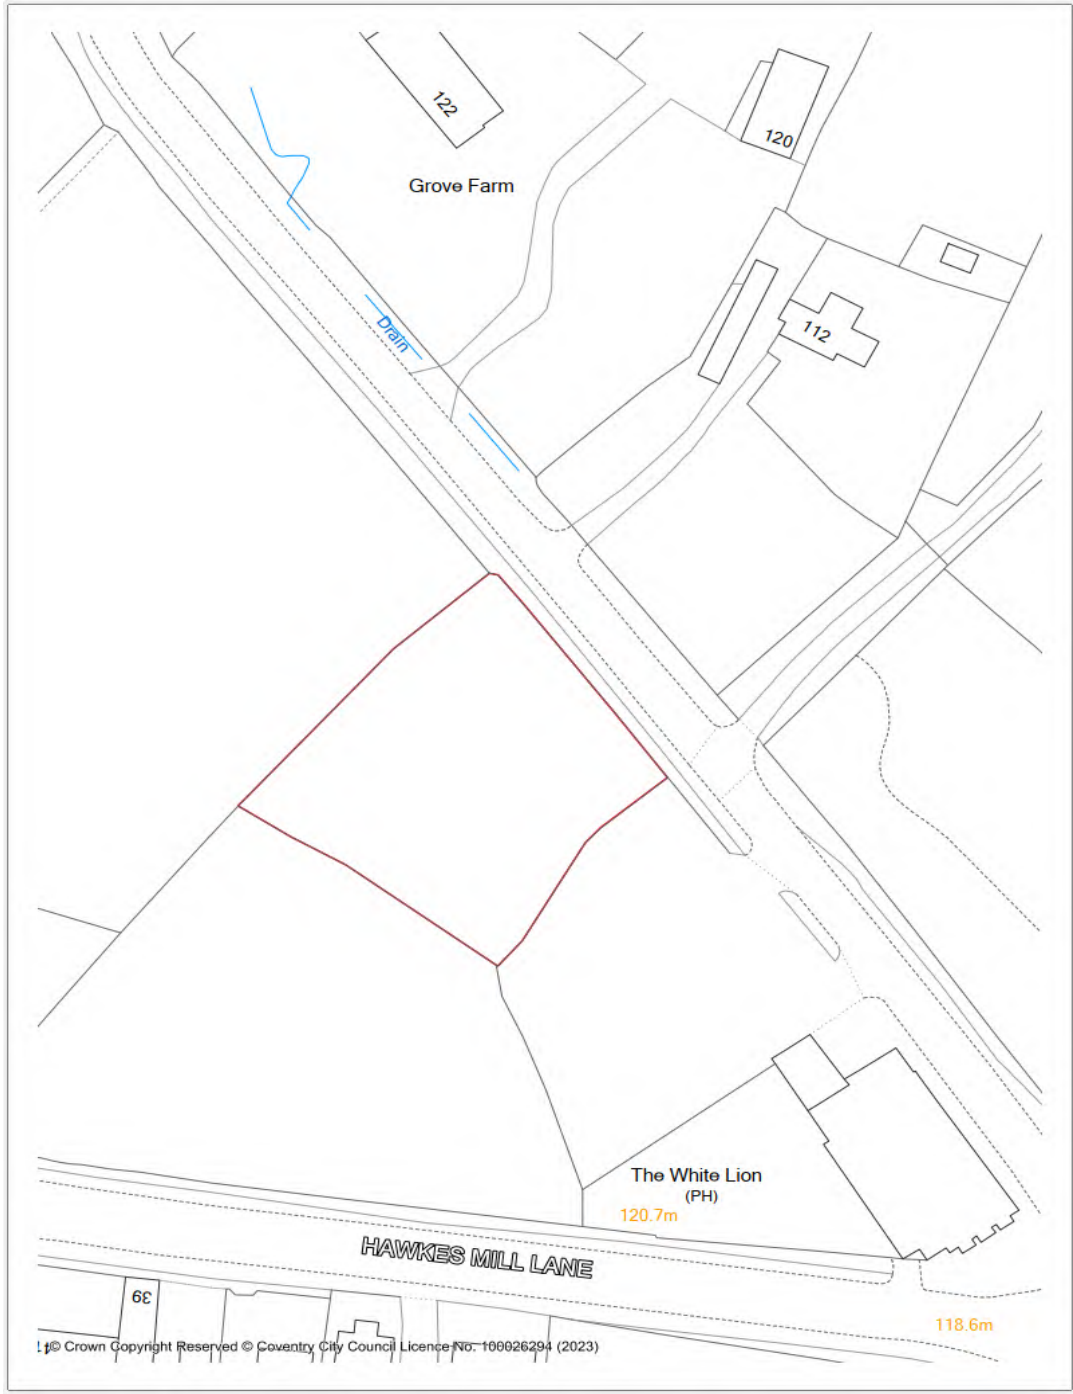 122
120
Grove Farm
112
Drain
The White Lion
(PH)
120.7m
HAWKES MILL LANE
39
118.6m
© Crown Copyright Reserved © Coventry City Council Licence No. 100026294 (2023)